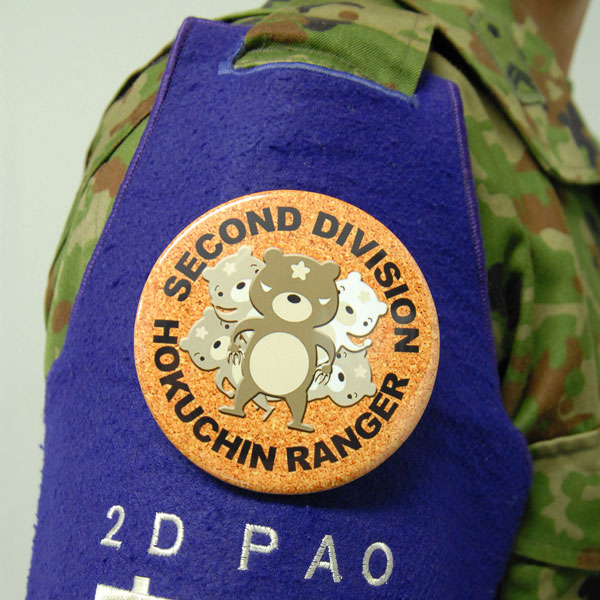 SECOND DIVISION
HOKUCHIN RANGER
2D PAO